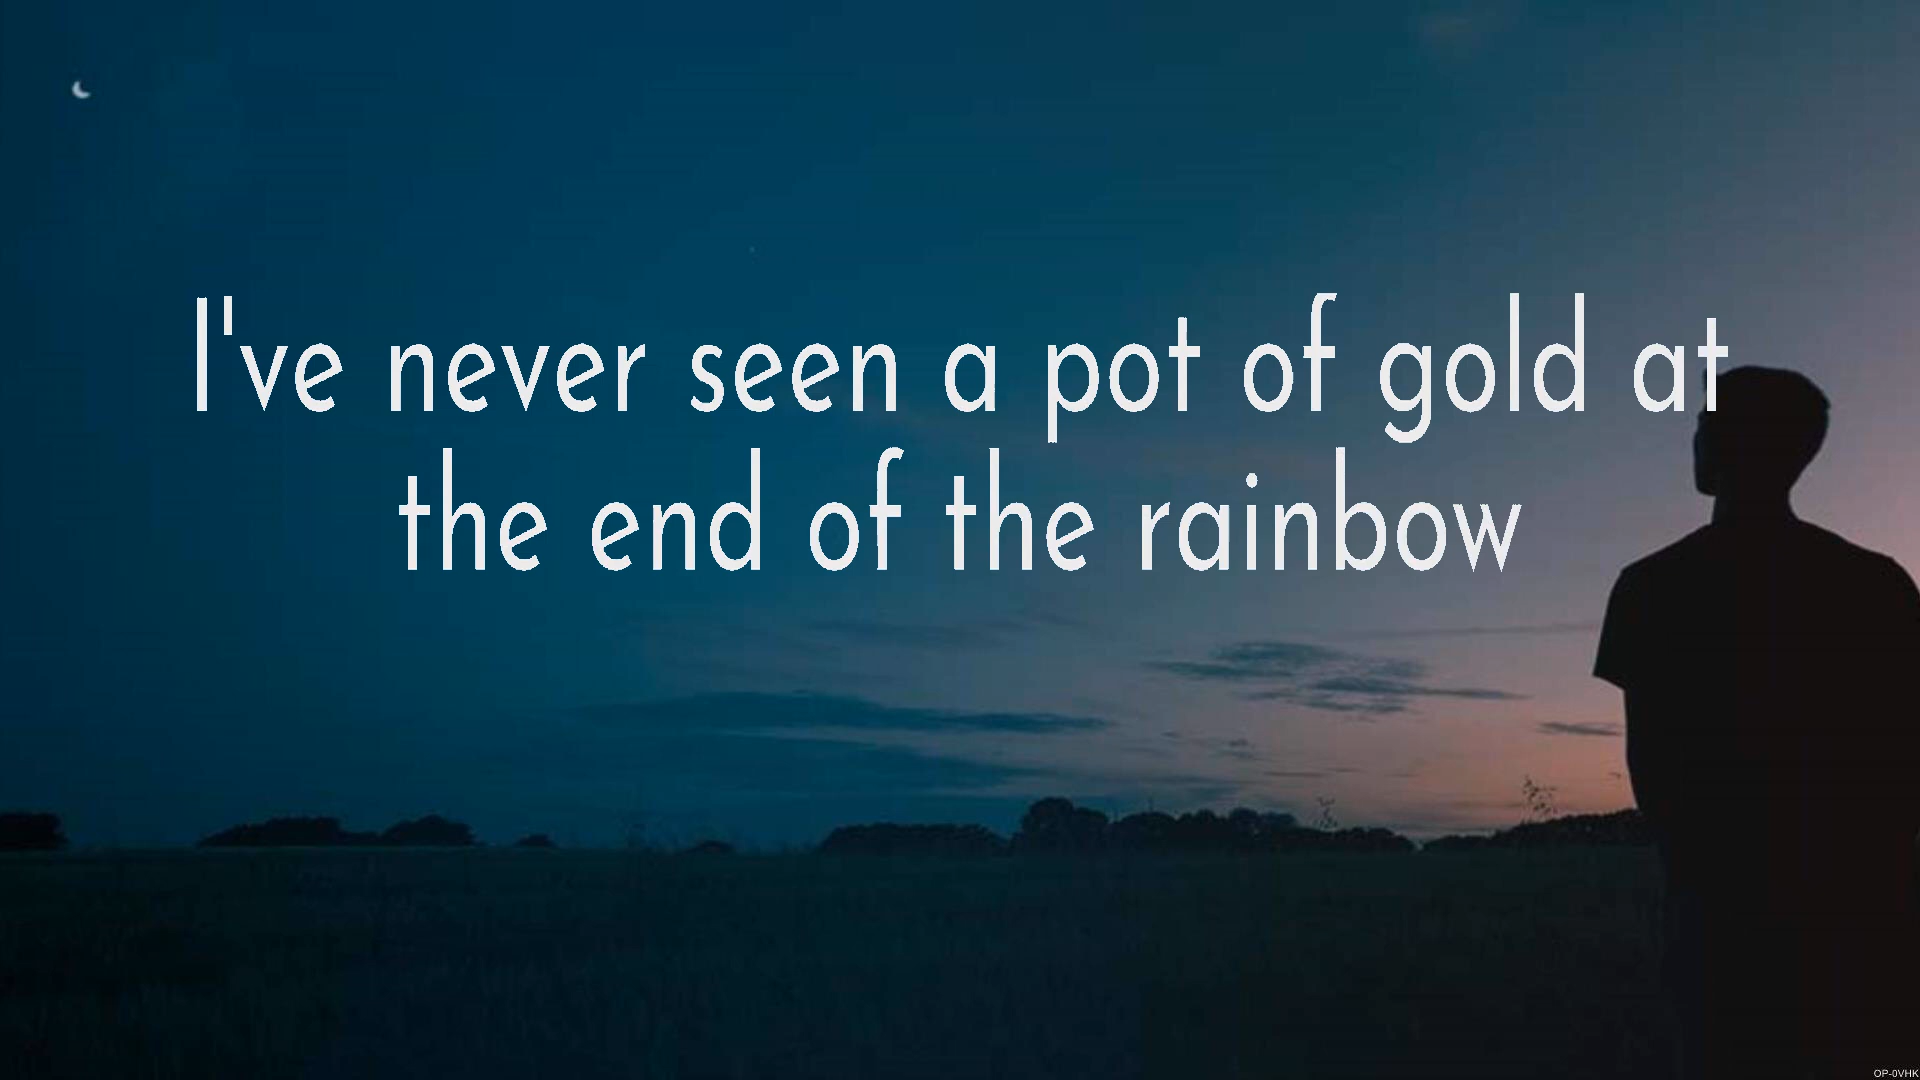 I've never seen a pot of gold at
the end of the rainbow
OP-0VHK